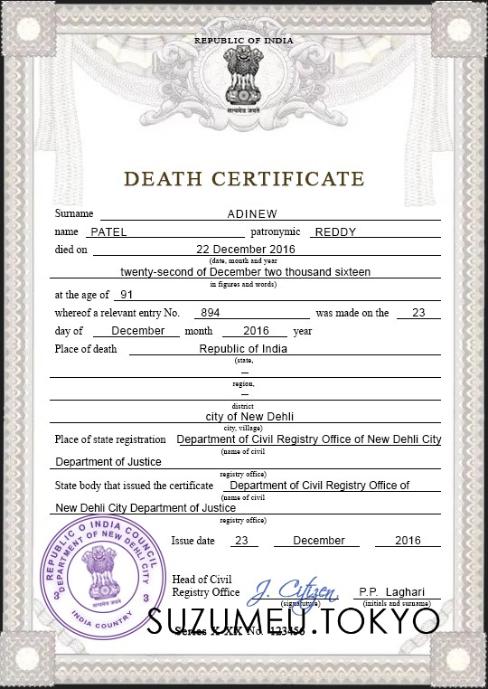 REPUBLIC OF INDIA
सत्यमेव जयते
DEATH CERTIFICATE
Surname ADINEW
name PATEL patronymic REDDY
died on 22 December 2016
(date, month and year
twenty-second of December two thousand sixteen
in figures and words)
at the age of 91
whereof a relevant entry No. 894 was made on the 23
day of December month 2016 year
Place of death Republic of India
(state,
—
region,
—
district
city of New Dehli
city, village)
Place of state registration Department of Civil Registry Office of New Dehli City
(name of civil
Department of Justice
registry office)
State body that issued the certificate Department of Civil Registry Office of
(name of civil
New Dehli City Department of Justice
registry office)
Issue date 23 December 2016
REPUBLIC O INDIA COUNCIL
DEPARTMENT OF NEW DEHLI CITY
3 3
INDIA COUNTRY
Head of Civil
Registry Office J. Citizen P.P. Laghari
(signature) (initials and surname)
SUZUMEU.TOKYO
Series X-XX No. 123456